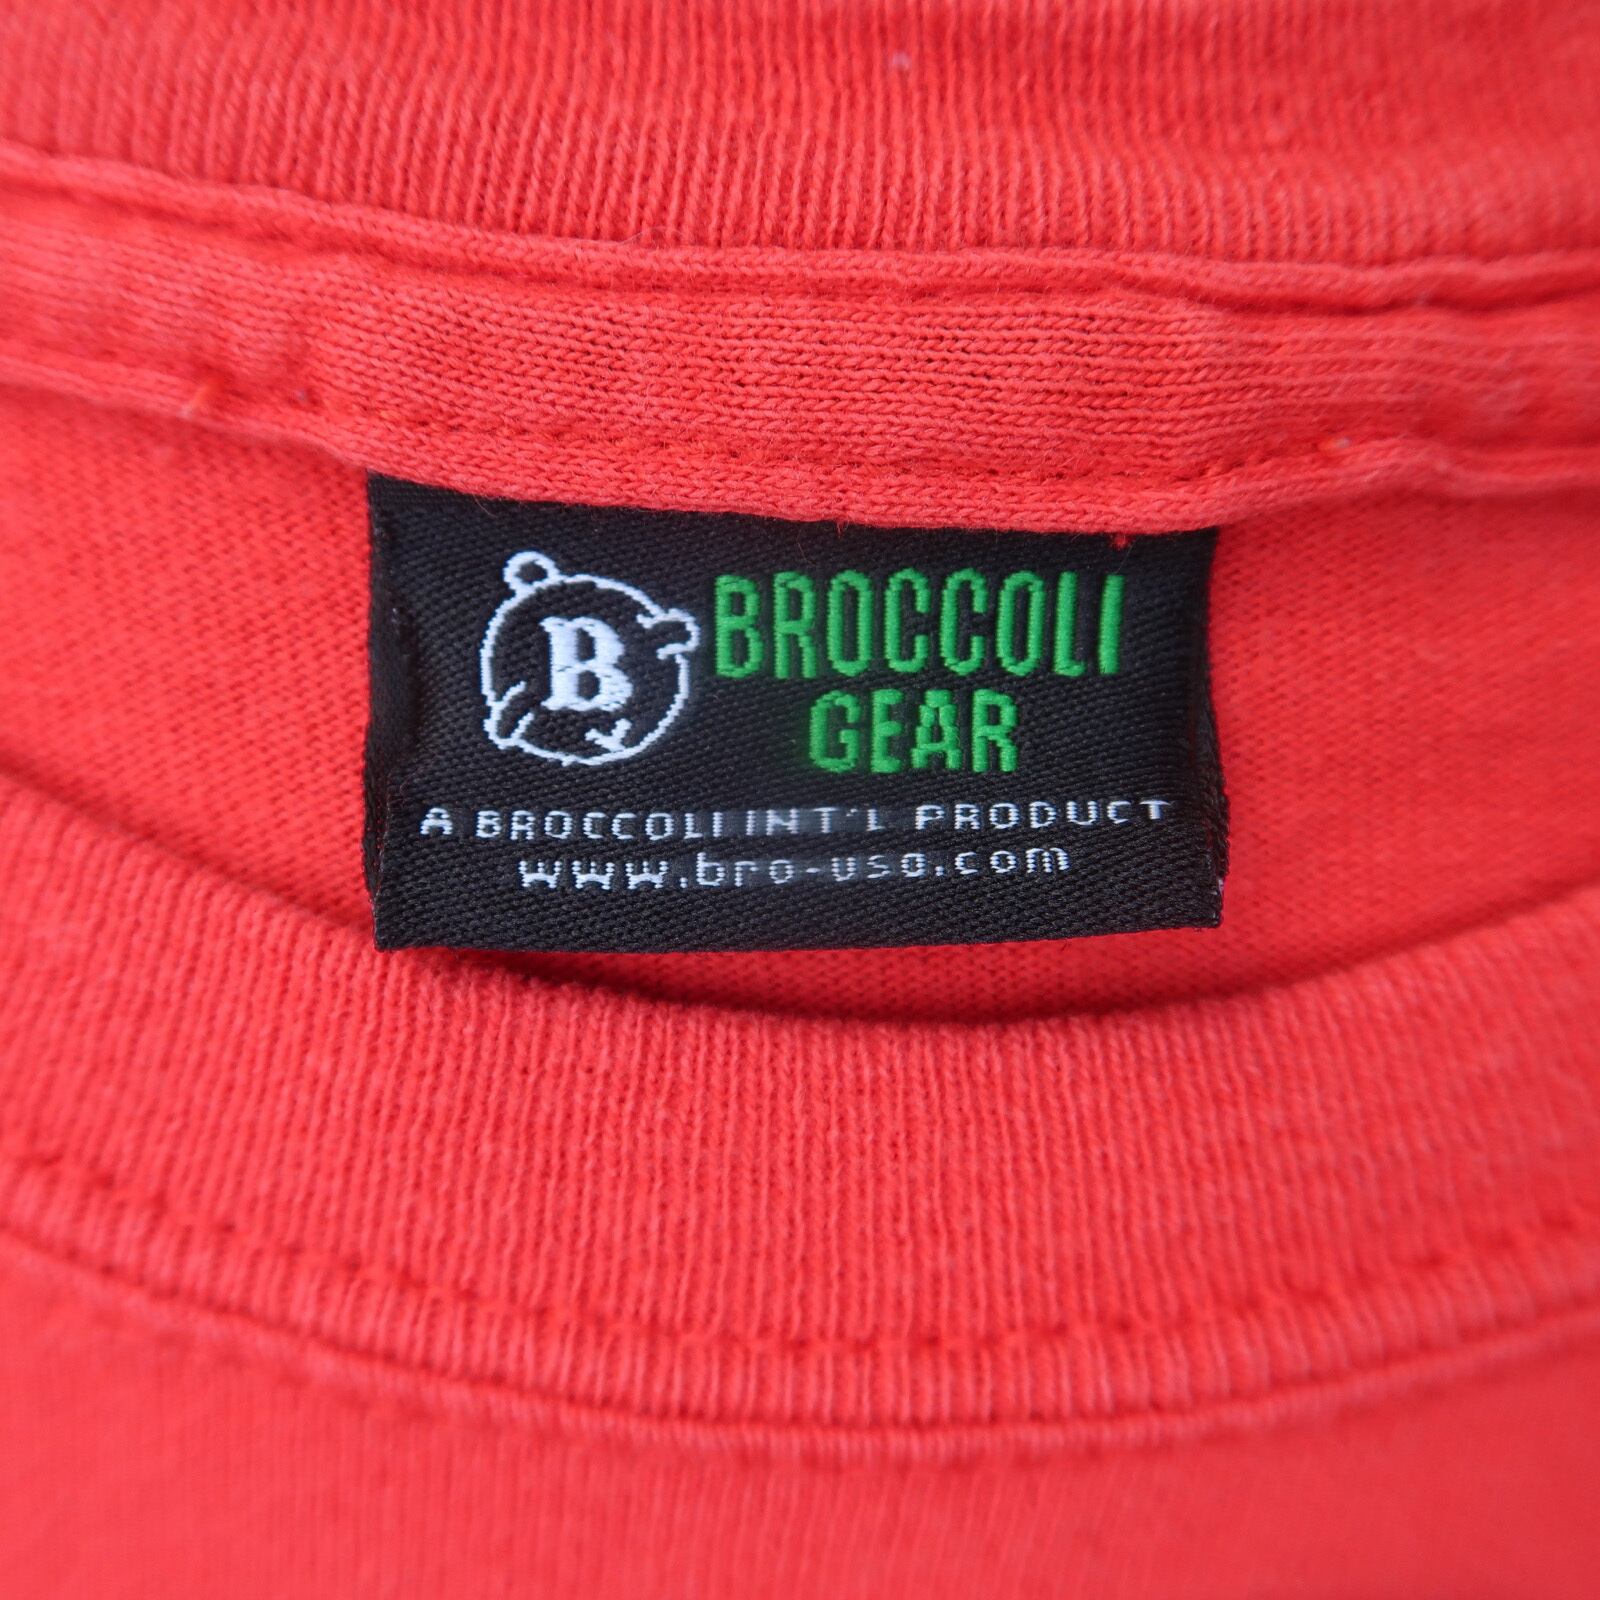 B
BROCCOLI
GEAR
A BROCCOLI INT'L PRODUCT
www.bro-usa.com